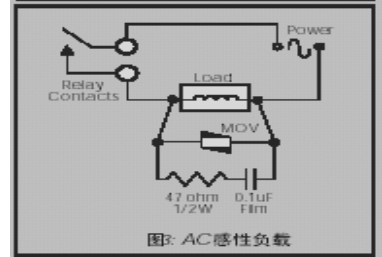 Power
Load
Relay
Contacts
MOV
47 ohm 0.1uF
1/2W Film
图3: AC感性负载